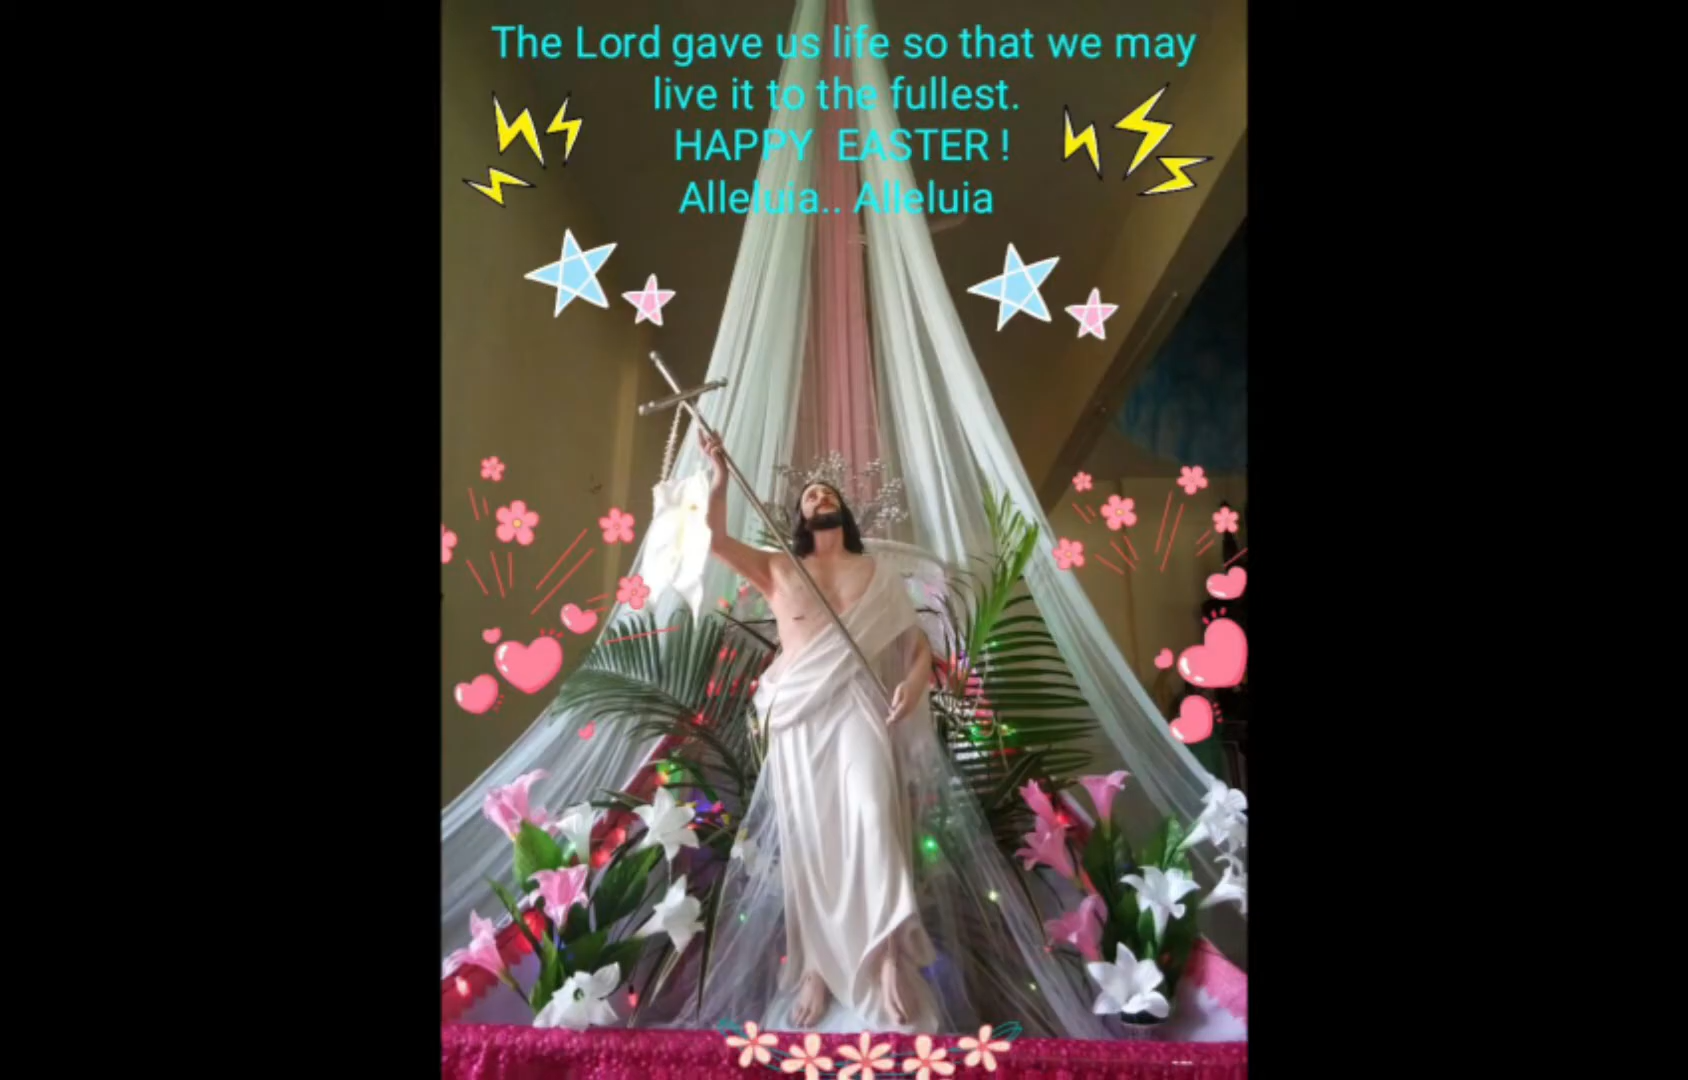 The Lord gave us life so that we may
live it to the fullest.
HAPPY EASTER !
Alleluia.. Alleluia